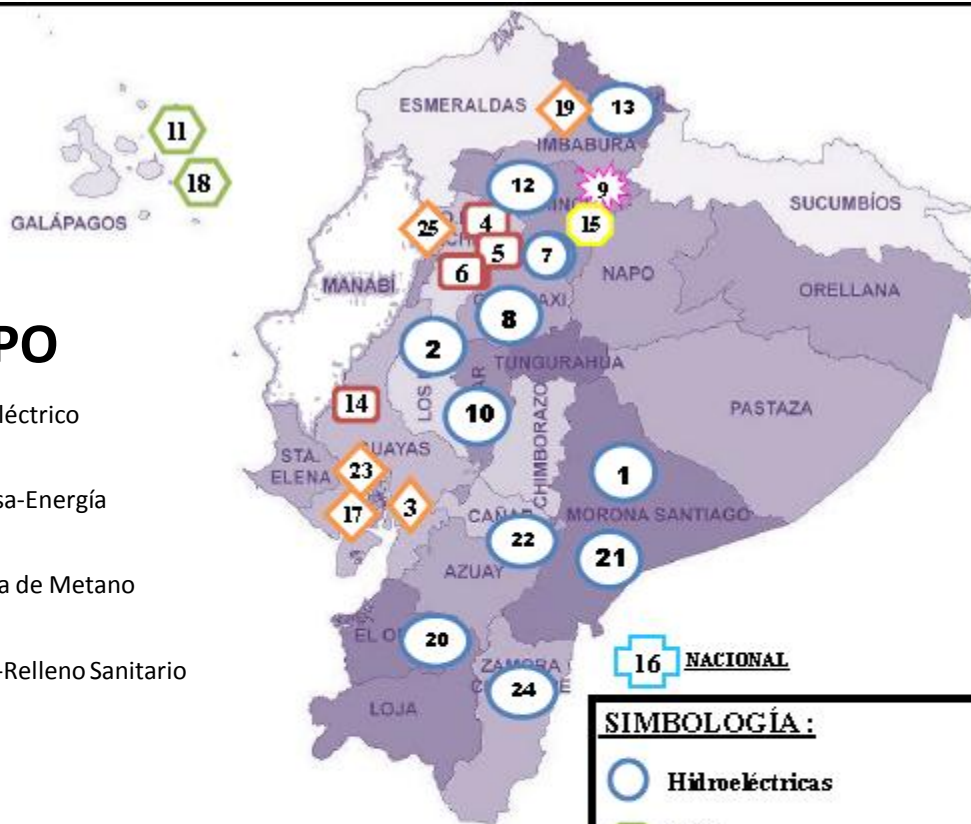 ESMERALDAS
19
13
11
IMBABURA
18
12
9
SUCUMBÍOS
GALÁPAGOS
25
4
15
5
7
6
NAPO
MANABÍ
ORELLANA
8
PO
2
TUNGURAHUA
éctrico
14
LOS
10
CHIMBORAZO
PASTAZA
STA.
ELENA
UAYAS
23
1
sa-Energía
17
3
CAÑAR
MORONA SANTIAGO
22
21
AZUAY
a de Metano
EL O
20
16 NACIONAL
-Relleno Sanitario
ZAMORA
24
LOJA
SIMBOLOGÍA :
Hidroeléctricas